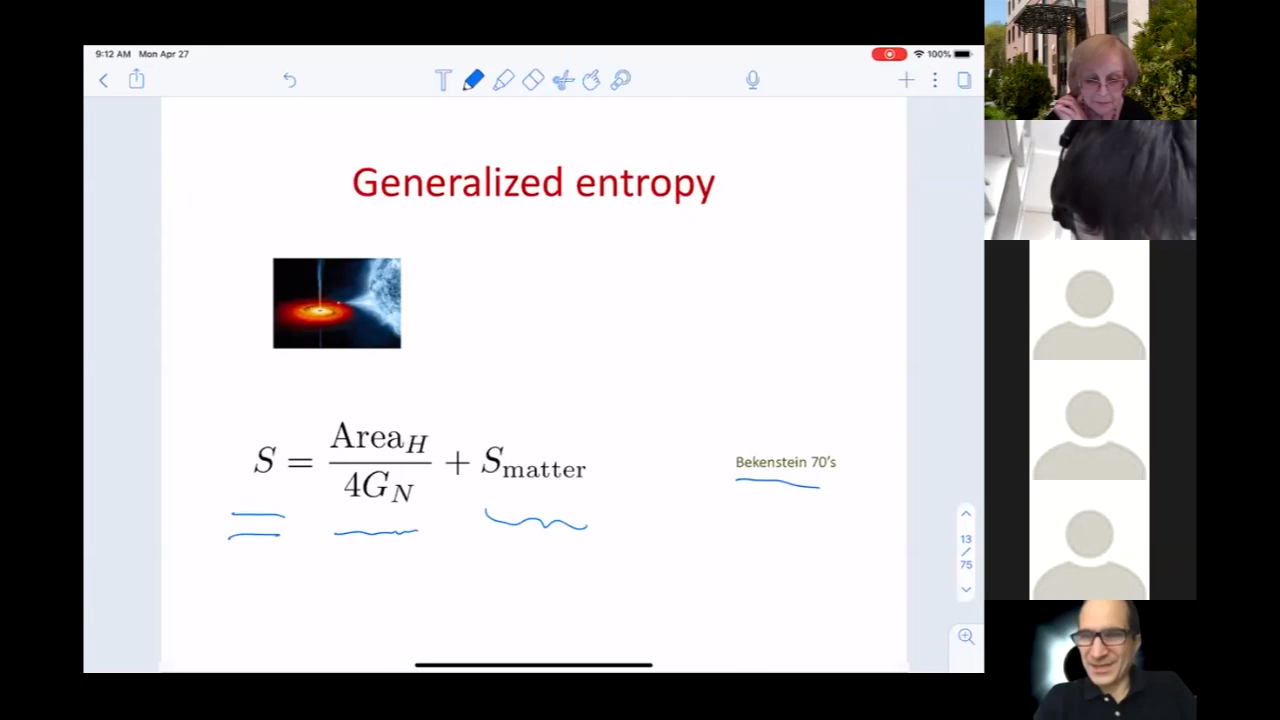 9:12 AM Mon Apr 27
100%
T
Generalized entropy
S = Area_H / 4G_N + S_matter
Bekenstein 70's
13
/
75